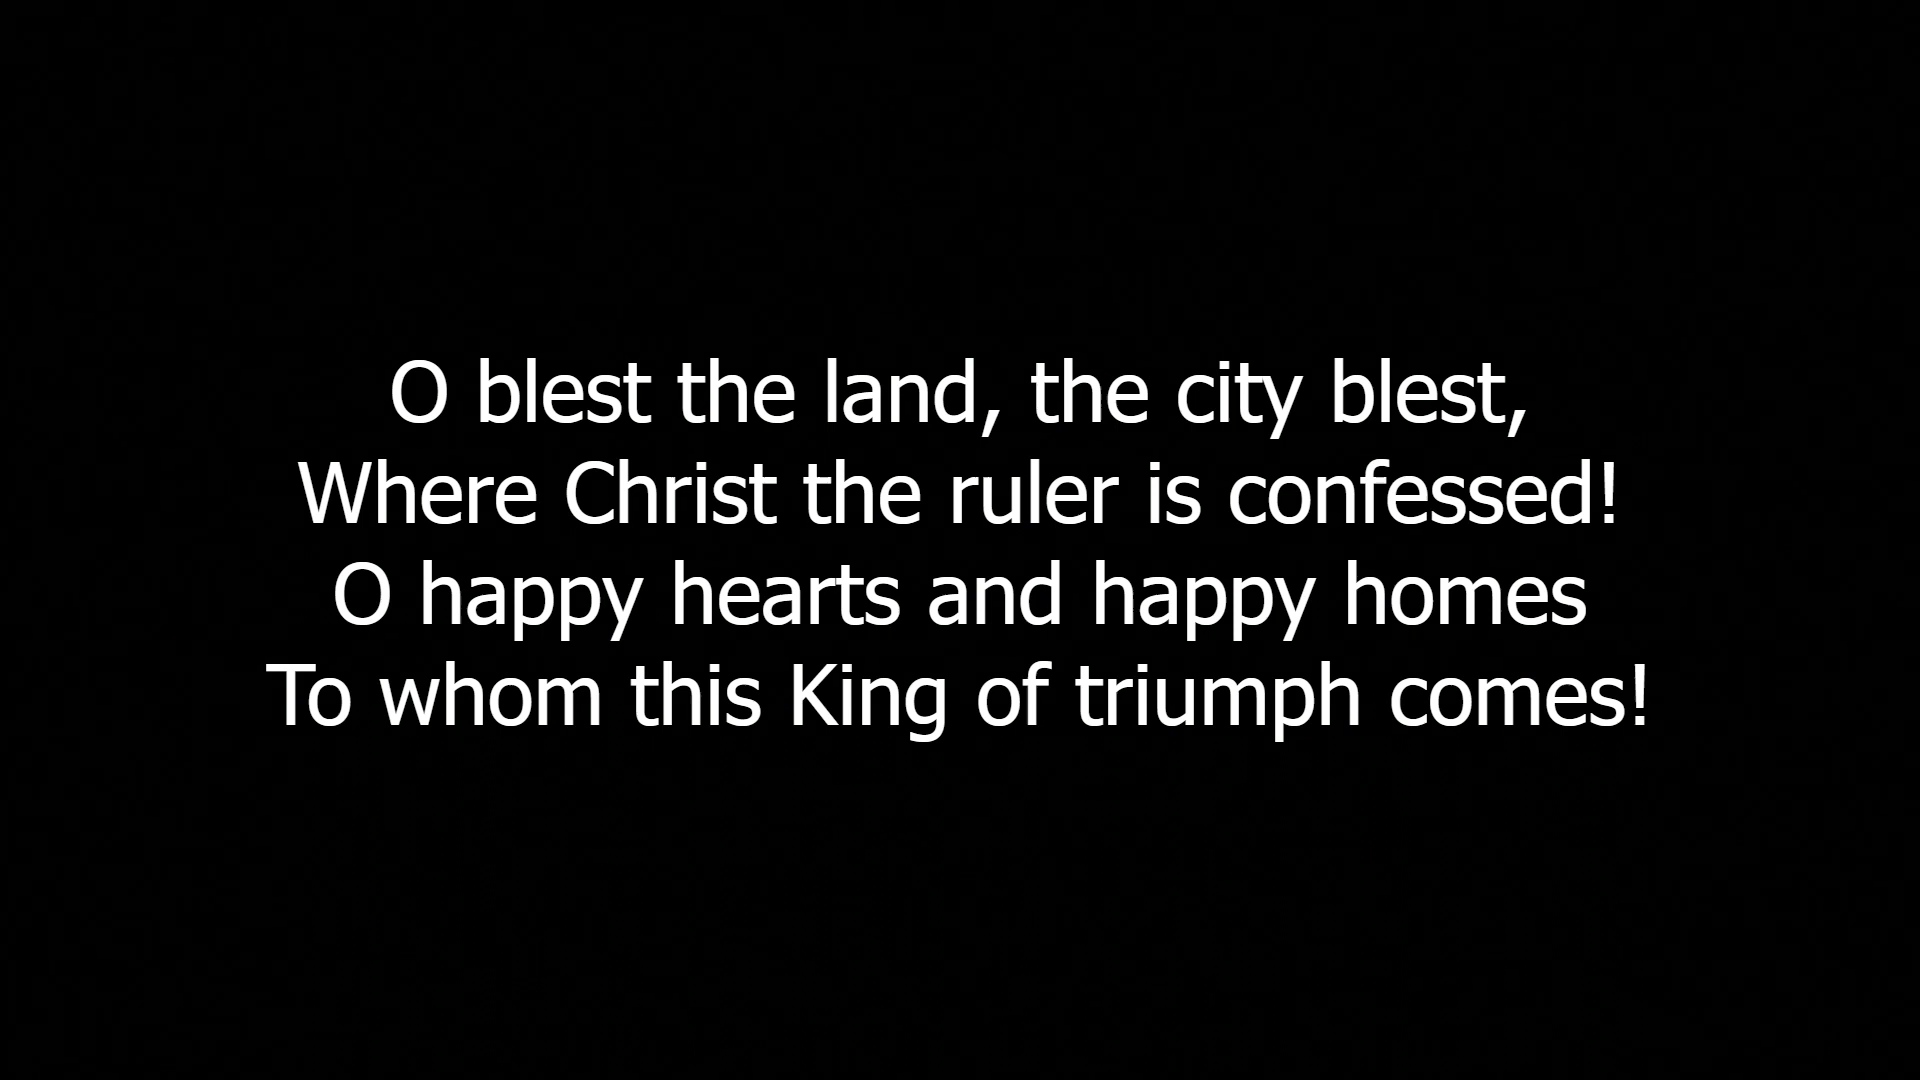 O blest the land, the city blest,
Where Christ the ruler is confessed!
O happy hearts and happy homes
To whom this King of triumph comes!